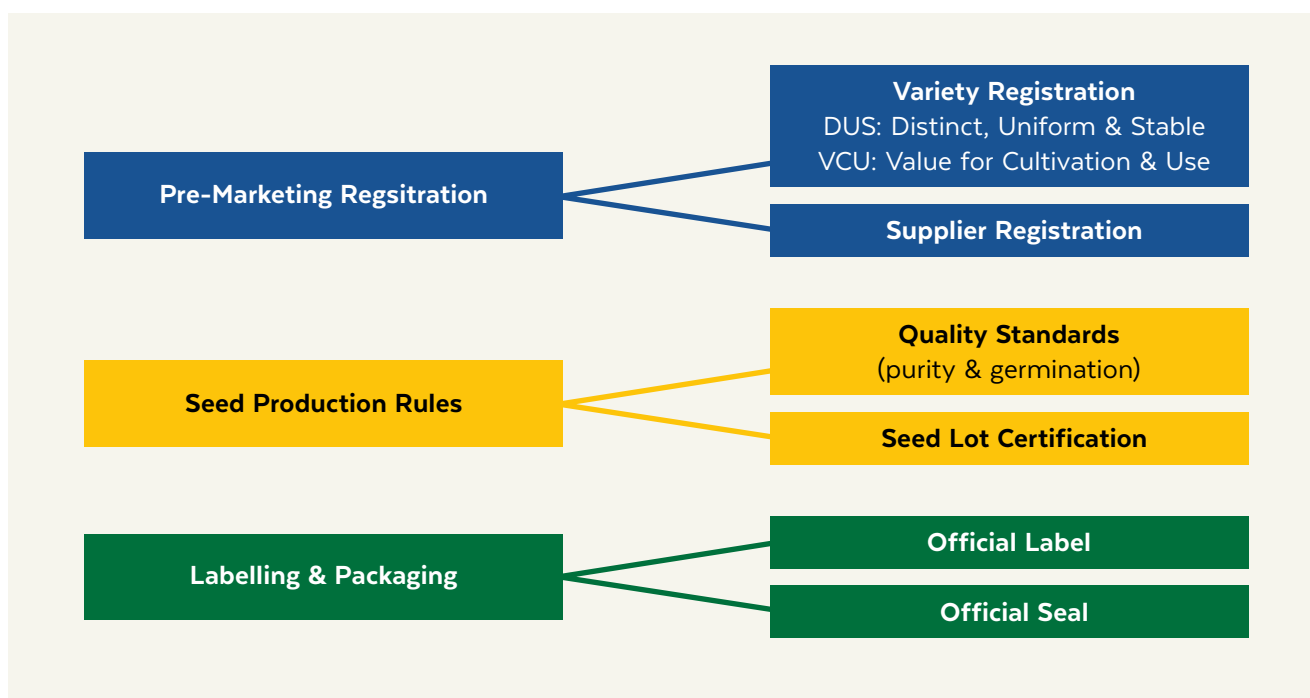 Pre-Marketing Regsitration
Variety Registration
DUS: Distinct, Uniform & Stable
VCU: Value for Cultivation & Use
Supplier Registration
Seed Production Rules
Quality Standards
(purity & germination)
Seed Lot Certification
Labelling & Packaging
Official Label
Official Seal